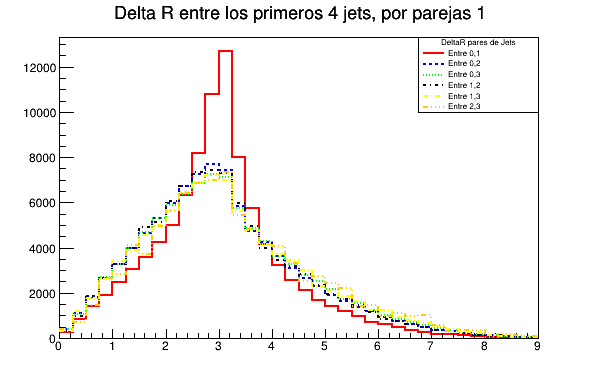 Delta R entre los primeros 4 jets, por parejas 1
DeltaR pares de Jets
Entre 0,1
Entre 0,2
Entre 0,3
Entre 1,2
Entre 1,3
Entre 2,3
12000
10000
8000
6000
4000
2000
0
0 1 2 3 4 5 6 7 8 9